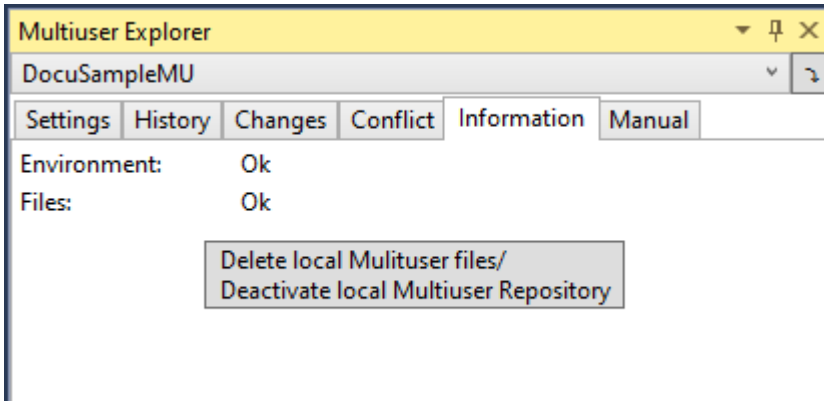 Multiuser Explorer
DocuSampleMU
Settings History Changes Conflict Information Manual
Environment: Ok
Files: Ok
Delete local Mulituser files/
Deactivate local Multiuser Repository